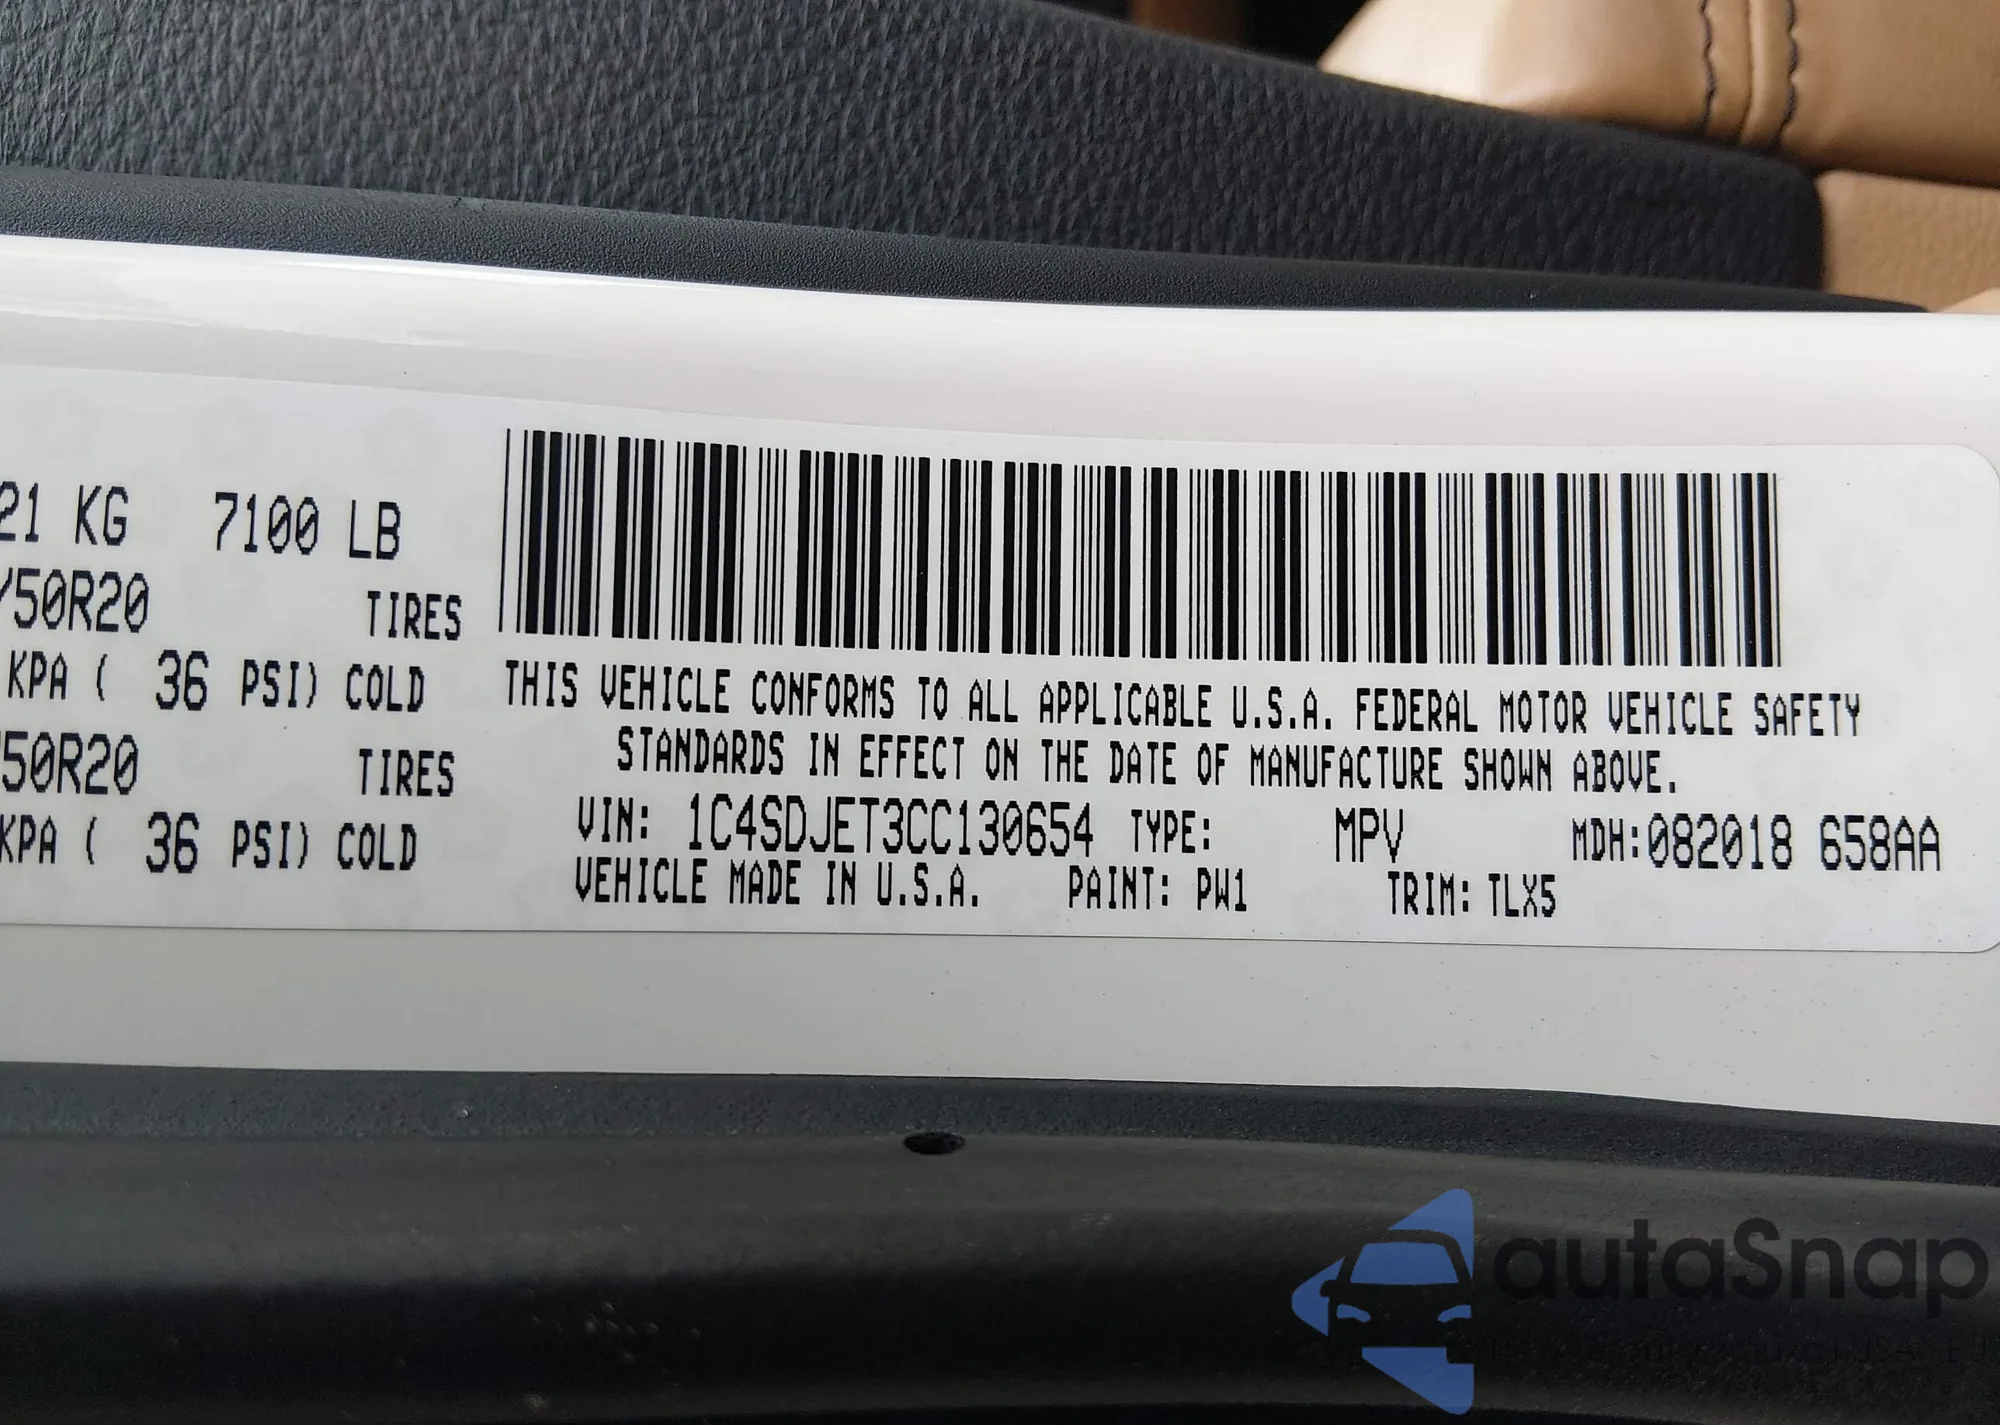 21 KG 7100 LB
/50R20 TIRES
KPA ( 36 PSI) COLD
50R20 TIRES
KPA ( 36 PSI) COLD
THIS VEHICLE CONFORMS TO ALL APPLICABLE U.S.A. FEDERAL MOTOR VEHICLE SAFETY
STANDARDS IN EFFECT ON THE DATE OF MANUFACTURE SHOWN ABOVE.
VIN: 1C4SDJET3CC130654 TYPE: MPV MDH:082018 658AA
VEHICLE MADE IN U.S.A. PAINT: PW1 TRIM: TLX5
autaSnap